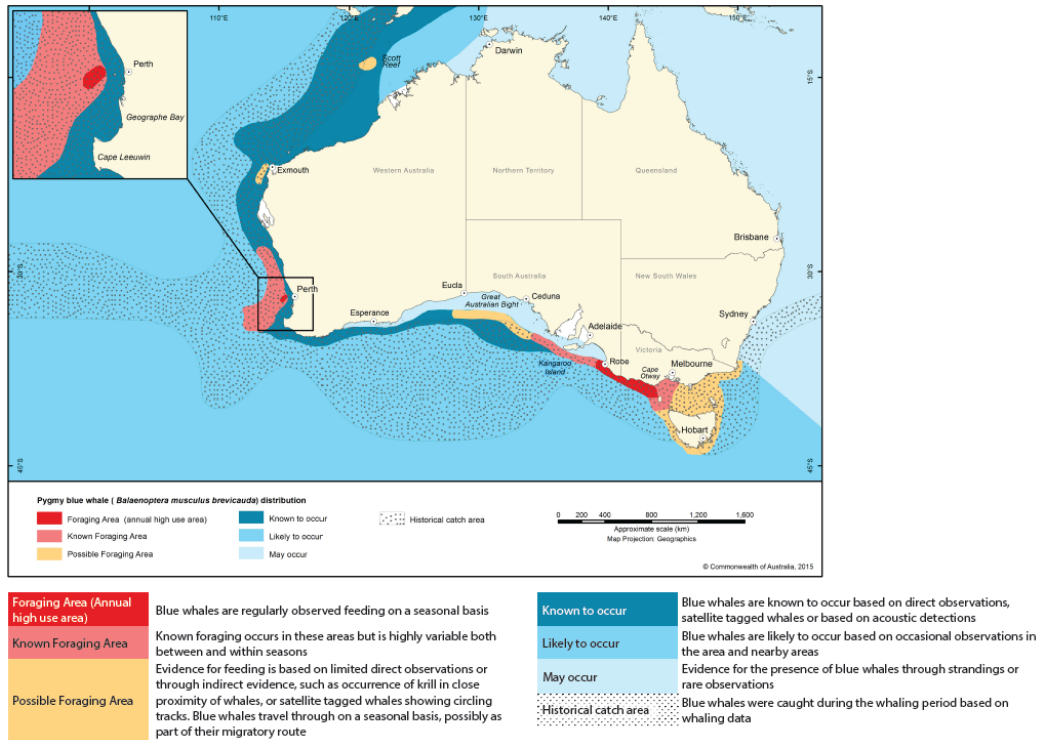 110°E
120°E
130°E
140°E
150°E
Perth
Geographe Bay
Cape Leeuwin
Scott
Reef
Darwin
15°S
Exmouth
Western Australia
Northern Territory
Queensland
Brisbane
30°S
30°S
Perth
South Australia
New South Wales
Eucla
Great
Australian Bight
Ceduna
Esperance
Sydney
Adelaide
Victoria
Kangaroo
Island
Robe
Cape
Otway
Melbourne
Hobart
45°S
45°S
Pygmy blue whale ( Balaenoptera musculus brevicauda) distribution
Foraging Area (annual high use area)
Known Foraging Area
Possible Foraging Area
Known to occur
Likely to occur
May occur
Historical catch area
0 200 400 800 1,200 1,600
Approximate scale (km)
Map Projection: Geographics
© Commonwealth of Australia, 2015
Foraging Area (Annual
high use area)
Blue whales are regularly observed feeding on a seasonal basis
Known Foraging Area
Known foraging occurs in these areas but is highly variable both
between and within seasons
Possible Foraging Area
Evidence for feeding is based on limited direct observations or
through indirect evidence, such as occurrence of krill in close
proximity of whales, or satellite tagged whales showing circling
tracks. Blue whales travel through on a seasonal basis, possibly as
part of their migratory route
Known to occur
Blue whales are known to occur based on direct observations,
satellite tagged whales or based on acoustic detections
Likely to occur
Blue whales are likely to occur based on occasional observations in
the area and nearby areas
May occur
Evidence for the presence of blue whales through strandings or
rare observations
Historical catch area
Blue whales were caught during the whaling period based on
whaling data